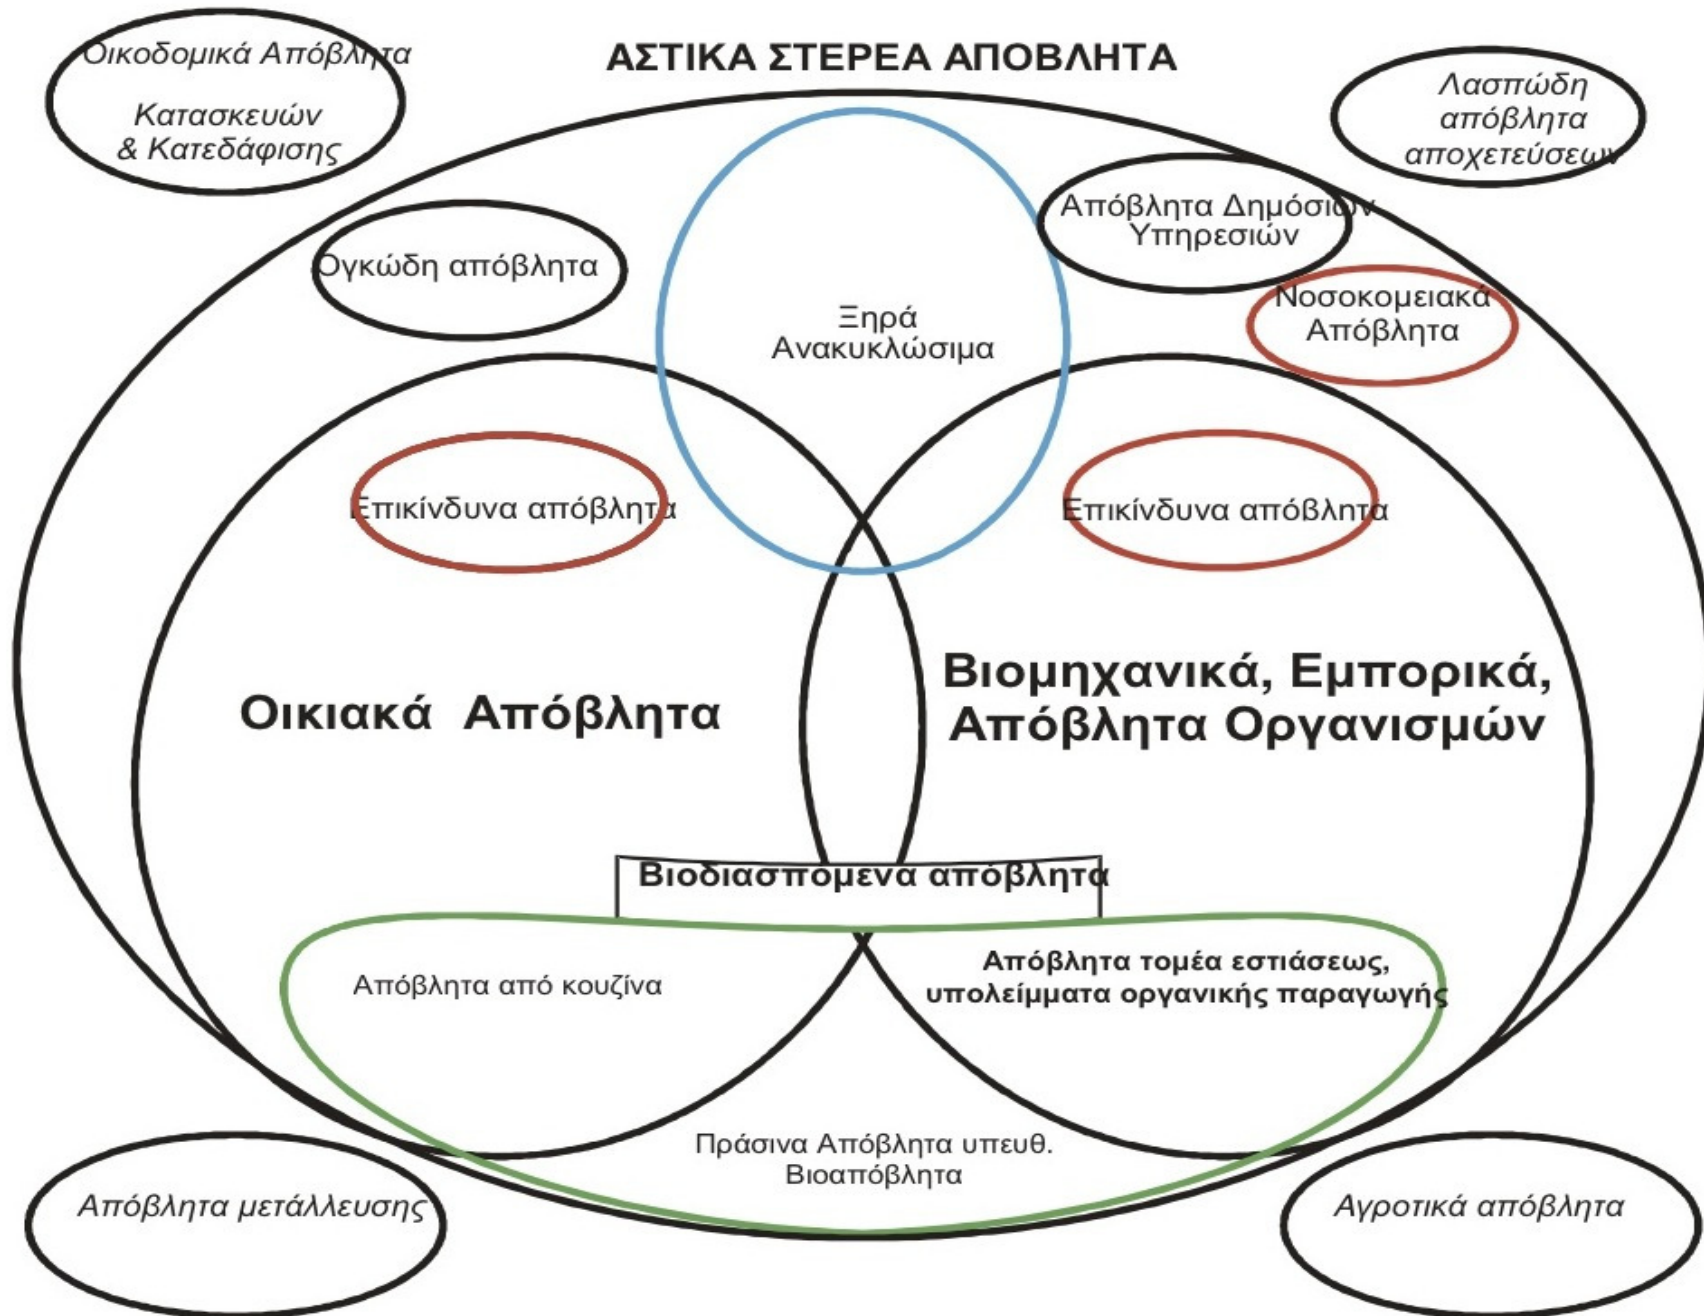 Οικοδομικά Απόβλητα
Κατασκευών
& Κατεδάφισης
ΑΣΤΙΚΑ ΣΤΕΡΕΑ ΑΠΟΒΛΗΤΑ
Λασπώδη
απόβλητα
αποχετεύσεων
Απόβλητα Δημόσιών
Υπηρεσιών
Ογκώδη απόβλητα
Νοσοκομειακά
Απόβλητα
Ξηρά
Ανακυκλώσιμα
Επικίνδυνα απόβλητα
Επικίνδυνα απόβλητα
Οικιακά Απόβλητα
Βιομηχανικά, Εμπορικά,
Απόβλητα Οργανισμών
Βιοδιασπόμενα απόβλητα
Απόβλητα από κουζίνα
Απόβλητα τομέα εστιάσεως,
υπολείμματα οργανικής παραγωγής
Πράσινα Απόβλητα υπευθ.
Βιοαπόβλητα
Απόβλητα μετάλλευσης
Αγροτικά απόβλητα